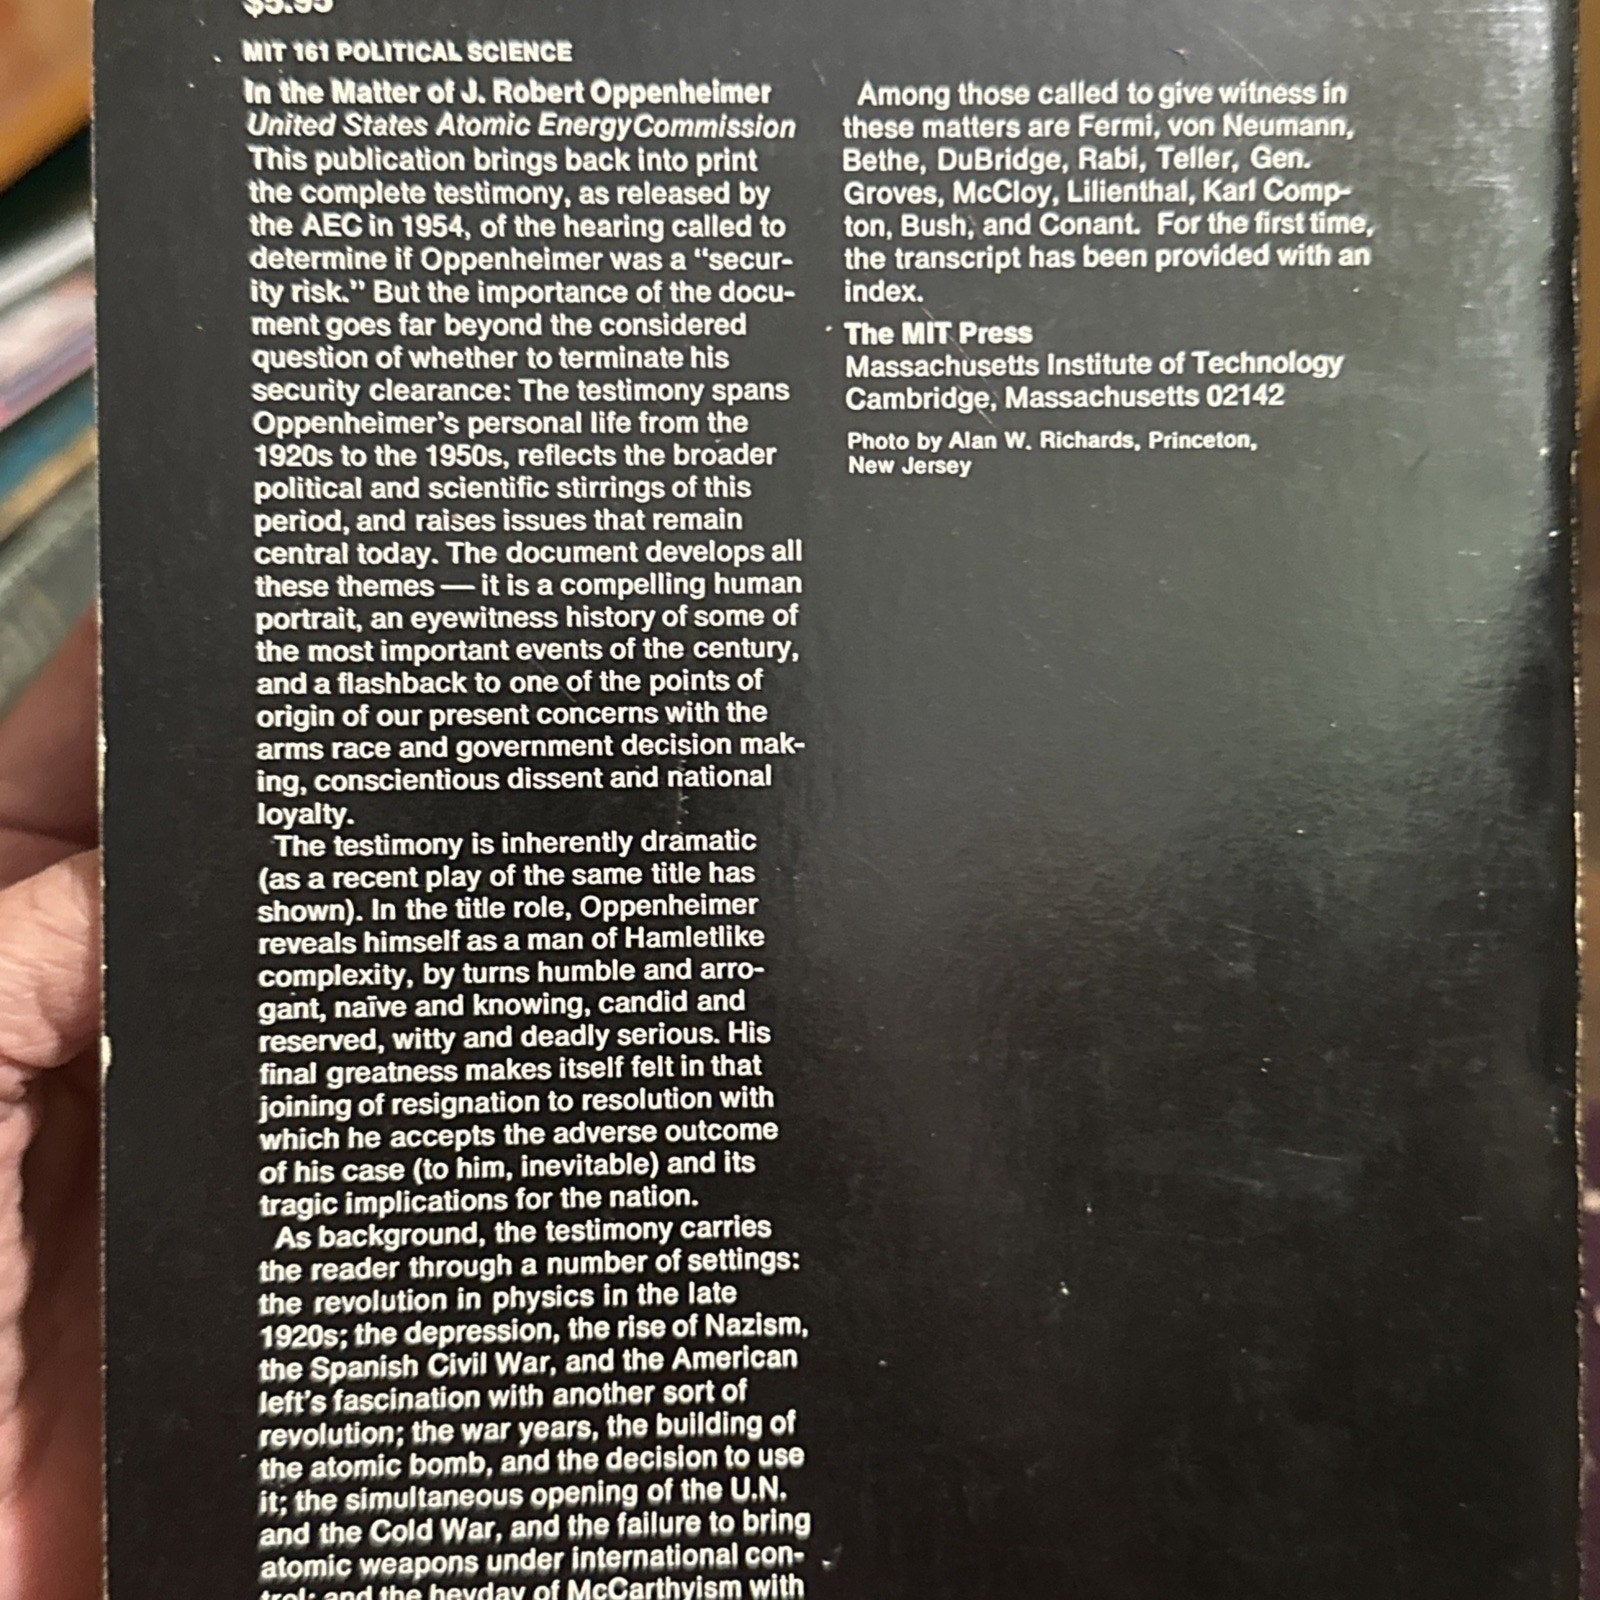 $5.95
MIT 161 POLITICAL SCIENCE
In the Matter of J. Robert Oppenheimer
United States Atomic Energy Commission
This publication brings back into print
the complete testimony, as released by
the AEC in 1954, of the hearing called to
determine if Oppenheimer was a “secur-
ity risk.” But the importance of the docu-
ment goes far beyond the considered
question of whether to terminate his
security clearance: The testimony spans
Oppenheimer's personal life from the
1920s to the 1950s, reflects the broader
political and scientific stirrings of this
period, and raises issues that remain
central today. The document develops all
these themes — it is a compelling human
portrait, an eyewitness history of some of
the most important events of the century,
and a flashback to one of the points of
origin of our present concerns with the
arms race and government decision mak-
ing, conscientious dissent and national
loyalty.
The testimony is inherently dramatic
(as a recent play of the same title has
shown). In the title role, Oppenheimer
reveals himself as a man of Hamletlike
complexity, by turns humble and arro-
gant, naïve and knowing, candid and
reserved, witty and deadly serious. His
final greatness makes itself felt in that
joining of resignation to resolution with
which he accepts the adverse outcome
of his case (to him, inevitable) and its
tragic implications for the nation.
As background, the testimony carries
the reader through a number of settings:
the revolution in physics in the late
1920s; the depression, the rise of Nazism,
the Spanish Civil War, and the American
left's fascination with another sort of
revolution; the war years, the building of
the atomic bomb, and the decision to use
it; the simultaneous opening of the U.N.
and the Cold War, and the failure to bring
atomic weapons under international con-
trol; and the heyday of McCarthyism with
Among those called to give witness in
these matters are Fermi, von Neumann,
Bethe, DuBridge, Rabi, Teller, Gen.
Groves, McCloy, Lilienthal, Karl Comp-
ton, Bush, and Conant. For the first time,
the transcript has been provided with an
index.
The MIT Press
Massachusetts Institute of Technology
Cambridge, Massachusetts 02142
Photo by Alan W. Richards, Princeton,
New Jersey